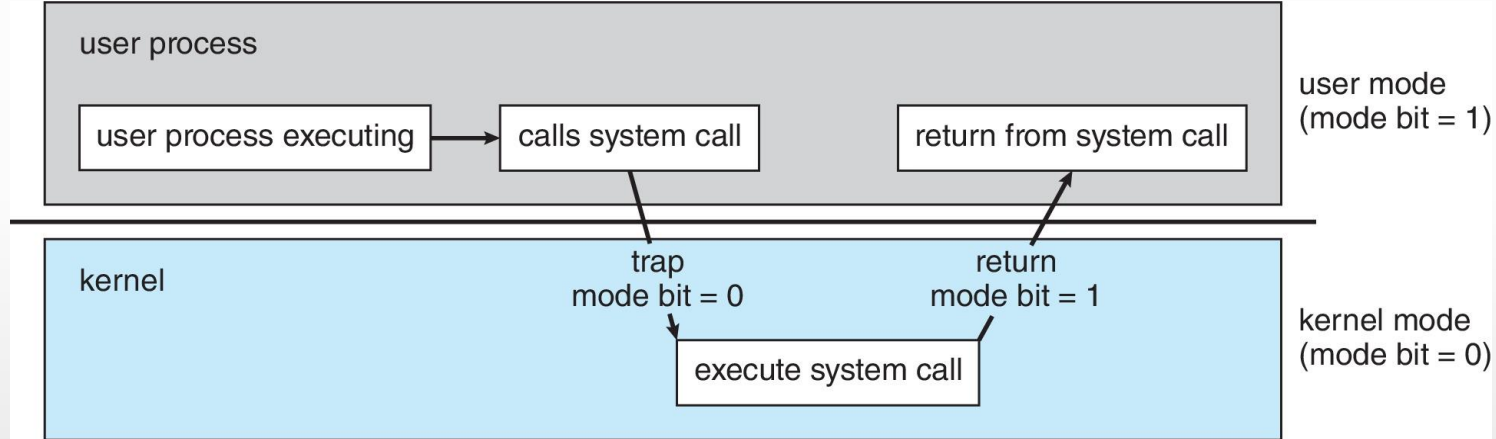 user process
user process executing
calls system call
return from system call
user mode
(mode bit = 1)
kernel
trap
mode bit = 0
return
mode bit = 1
execute system call
kernel mode
(mode bit = 0)